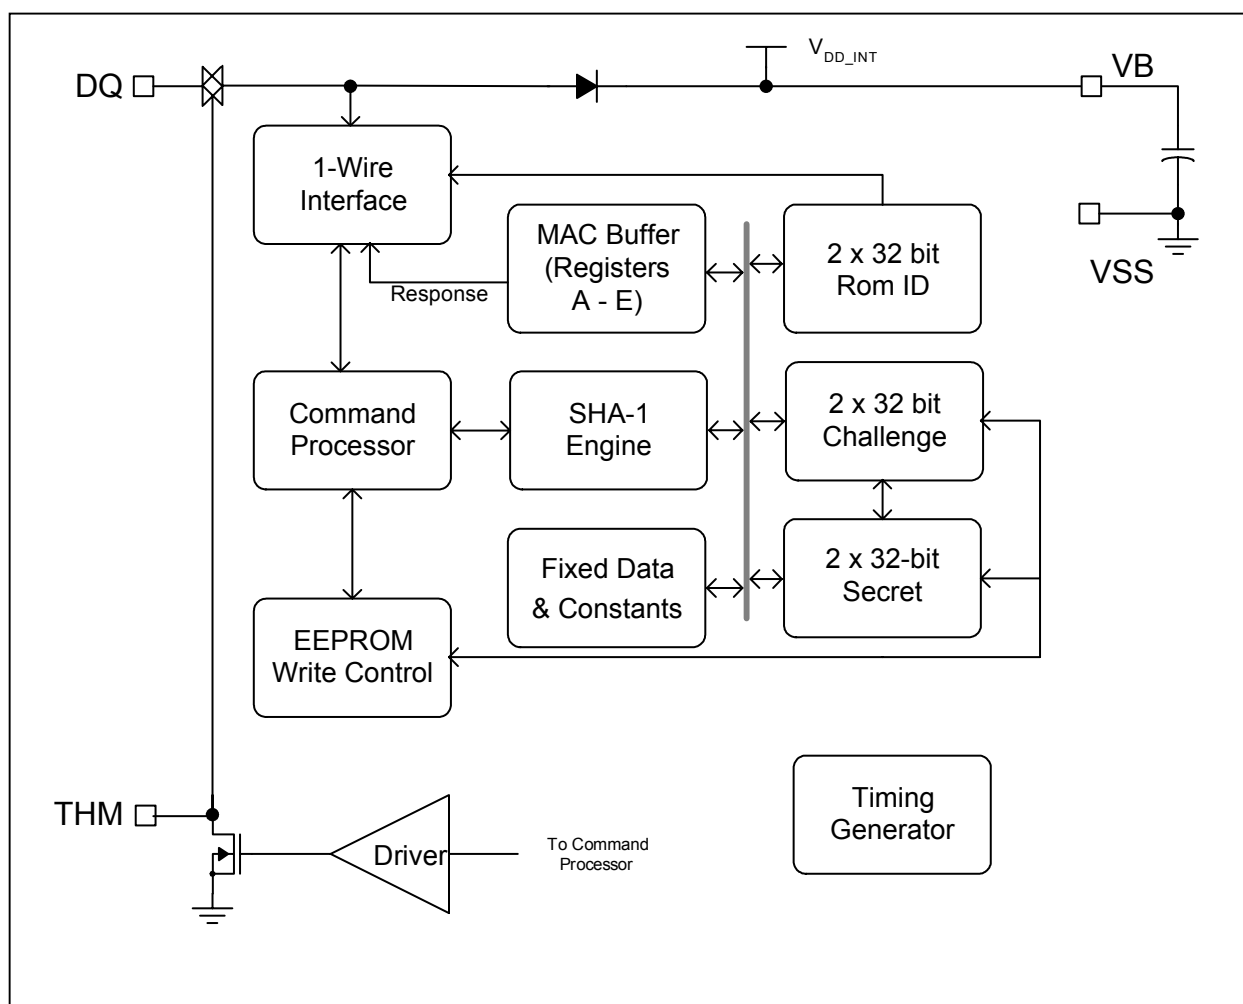 V DD_INT
DQ
VB
1-Wire
Interface
MAC Buffer
(Registers
A - E)
2 x 32 bit
Rom ID
VSS
Response
Command
Processor
SHA-1
Engine
2 x 32 bit
Challenge
Fixed Data
& Constants
2 x 32-bit
Secret
EEPROM
Write Control
THM
Driver
To Command
Processor
Timing
Generator